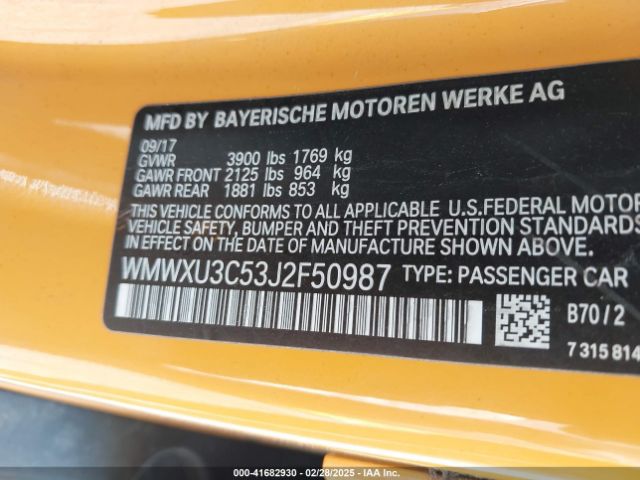 MFD BY BAYERISCHE MOTOREN WERKE AG
09/17
GVWR 3900 lbs 1769 kg
GAWR FRONT 2125 lbs 964 kg
GAWR REAR 1881 lbs 853 kg
THIS VEHICLE CONFORMS TO ALL APPLICABLE U.S.FEDERAL MOTOR
VEHICLE SAFETY, BUMPER AND THEFT PREVENTION STANDARDS
IN EFFECT ON THE DATE OF MANUFACTURE SHOWN ABOVE.
WMWXU3C53J2F50987 TYPE: PASSENGER CAR
B70/2
7 315 814
000-41682930 - 02/28/2025 - IAA Inc.